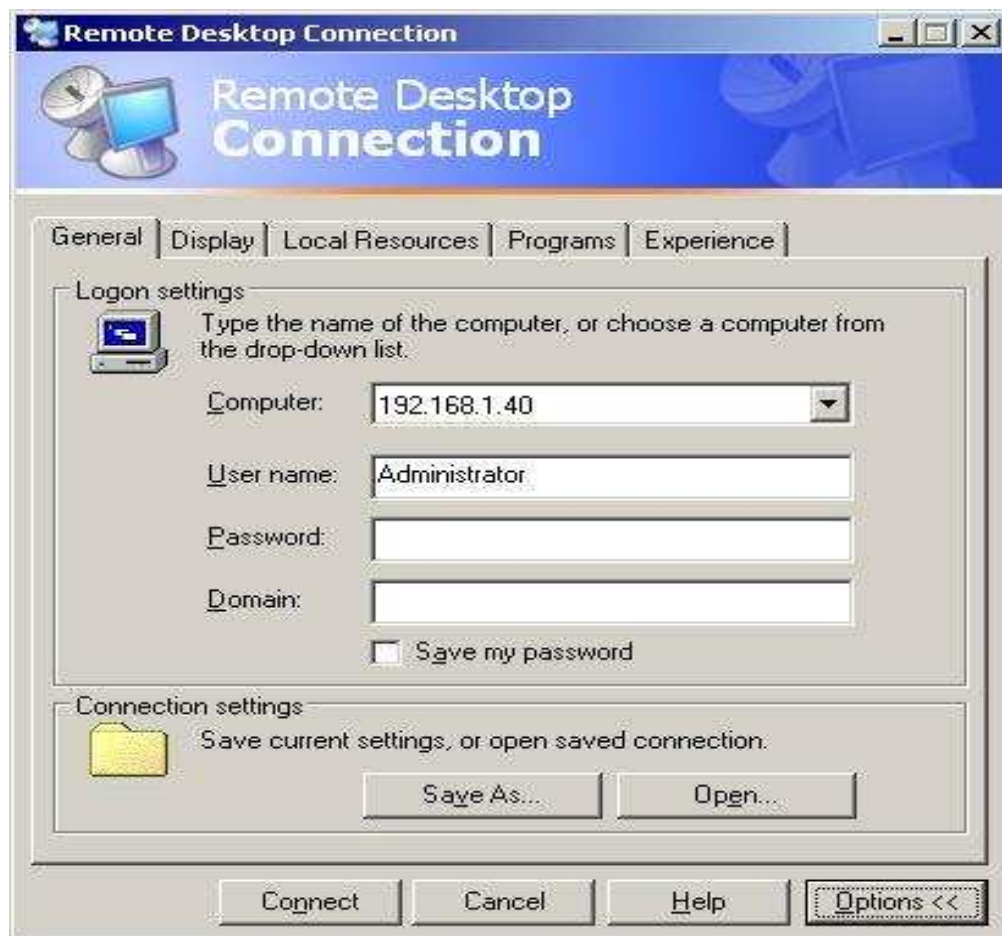 Remote Desktop Connection
Remote Desktop
Connection
General Display Local Resources Programs Experience
Logon settings
Type the name of the computer, or choose a computer from
the drop-down list.
Computer: 192.168.1.40
User name: Administrator
Password:
Domain:
Save my password
Connection settings
Save current settings, or open saved connection.
Save As... Open...
Connect Cancel Help Options <<